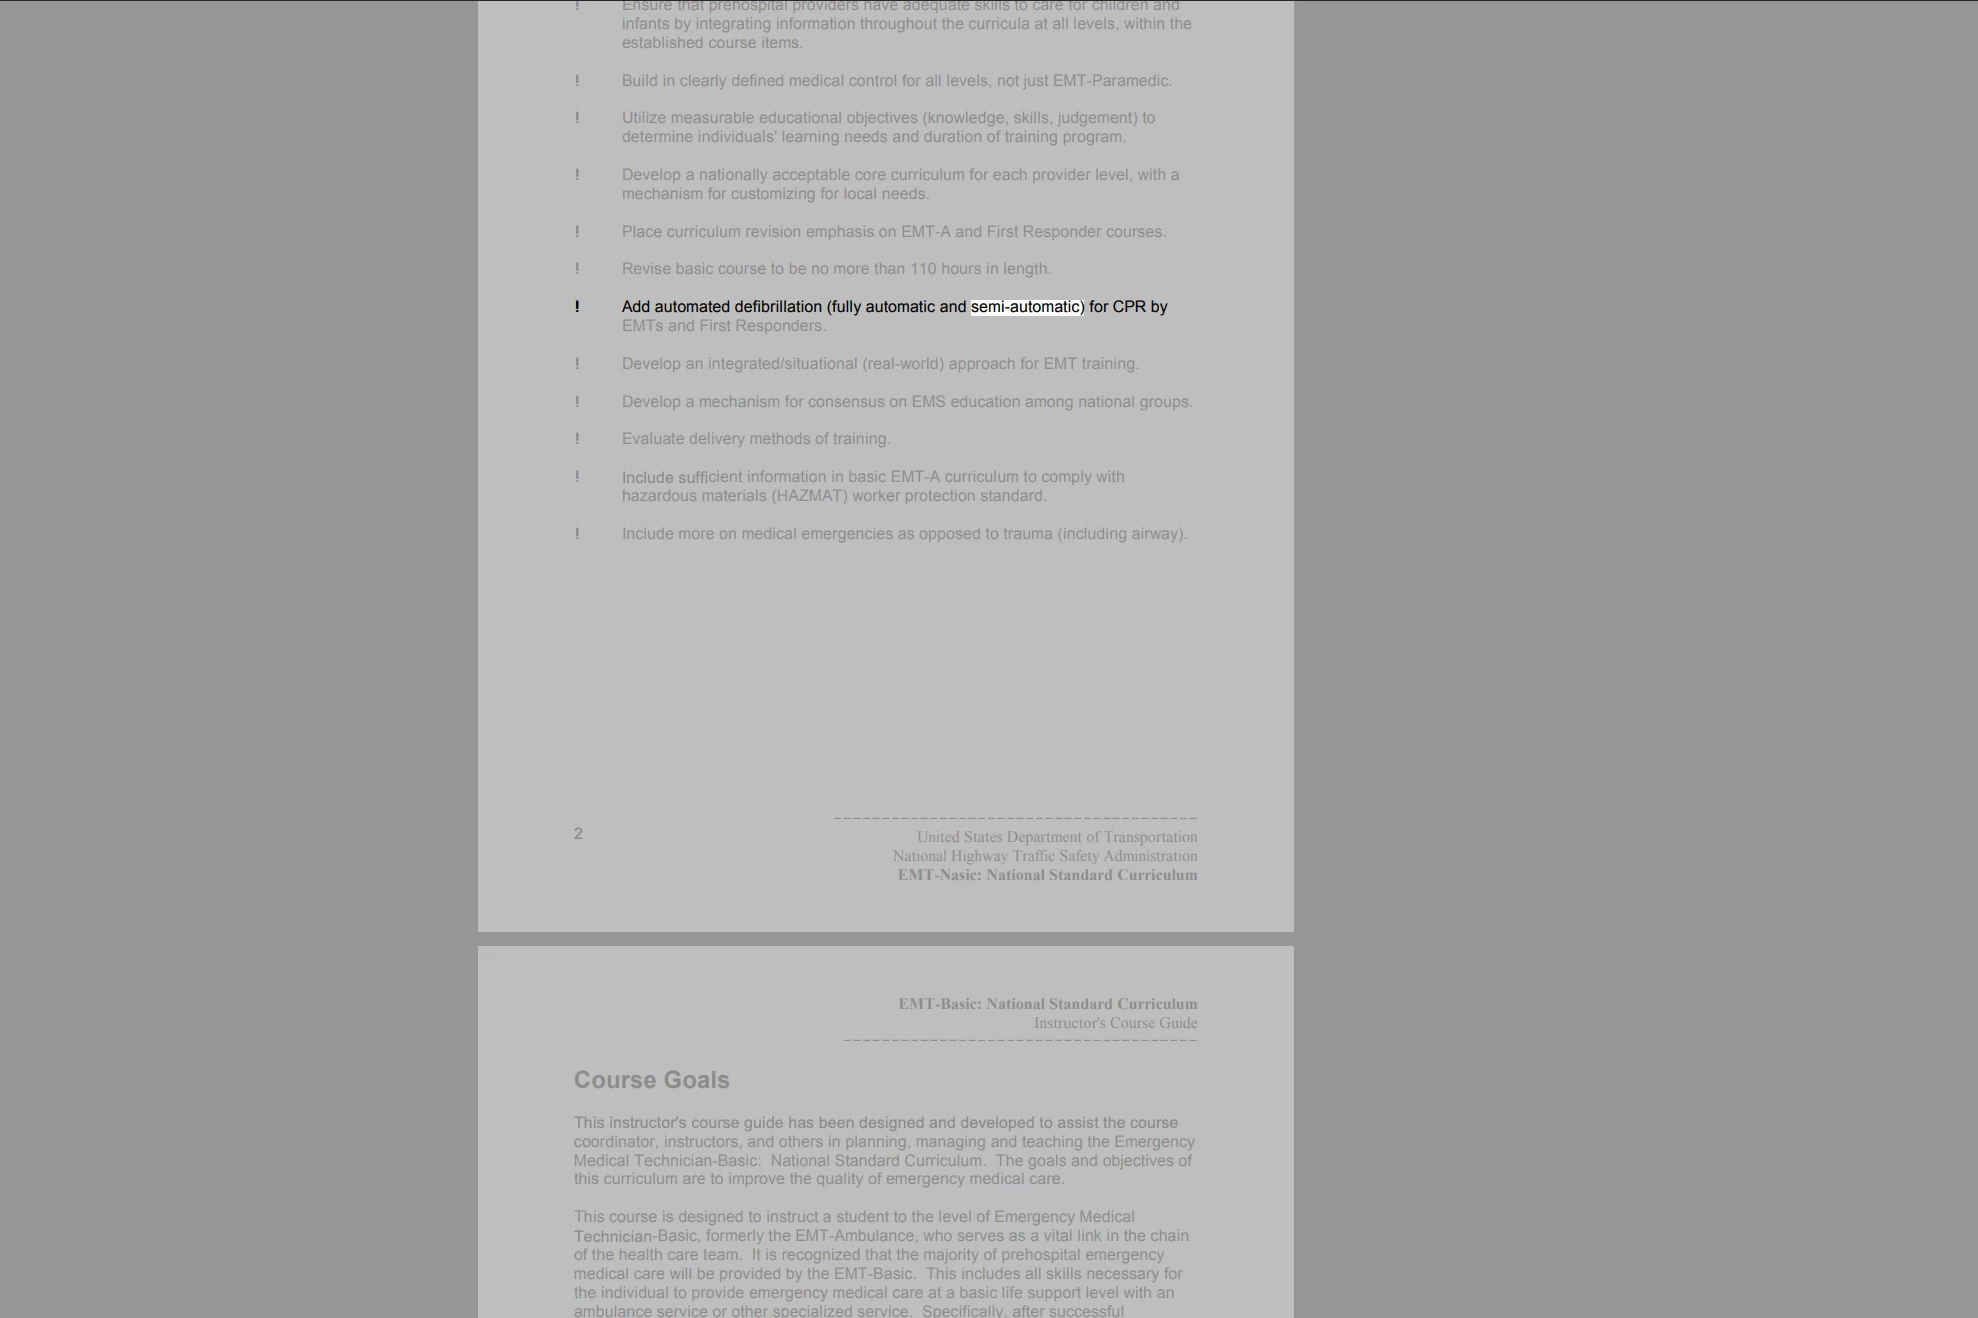 ! Ensure that prehospital providers have adequate skills to care for children and
infants by integrating information throughout the curricula at all levels, within the
established course items.
! Build in clearly defined medical control for all levels, not just EMT-Paramedic.
! Utilize measurable educational objectives (knowledge, skills, judgement) to
determine individuals' learning needs and duration of training program.
! Develop a nationally acceptable core curriculum for each provider level, with a
mechanism for customizing for local needs.
! Place curriculum revision emphasis on EMT-A and First Responder courses.
! Revise basic course to be no more than 110 hours in length.
! Add automated defibrillation (fully automatic and semi-automatic) for CPR by
EMTs and First Responders.
! Develop an integrated/situational (real-world) approach for EMT training.
! Develop a mechanism for consensus on EMS education among national groups.
! Evaluate delivery methods of training.
! Include sufficient information in basic EMT-A curriculum to comply with
hazardous materials (HAZMAT) worker protection standard.
! Include more on medical emergencies as opposed to trauma (including airway).
2
United States Department of Transportation
National Highway Traffic Safety Administration
EMT-Nasic: National Standard Curriculum
EMT-Basic: National Standard Curriculum
Instructor's Course Guide
Course Goals
This instructor's course guide has been designed and developed to assist the course
coordinator, instructors, and others in planning, managing and teaching the Emergency
Medical Technician-Basic: National Standard Curriculum. The goals and objectives of
this curriculum are to improve the quality of emergency medical care.
This course is designed to instruct a student to the level of Emergency Medical
Technician-Basic, formerly the EMT-Ambulance, who serves as a vital link in the chain
of the health care team. It is recognized that the majority of prehospital emergency
medical care will be provided by the EMT-Basic. This includes all skills necessary for
the individual to provide emergency medical care at a basic life support level with an
ambulance service or other specialized service. Specifically, after successful